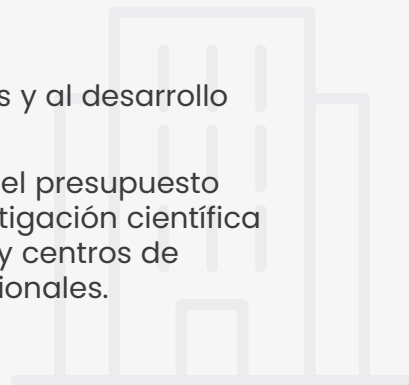 s y al desarrollo
el presupuesto
tigación científica
y centros de
ionales.